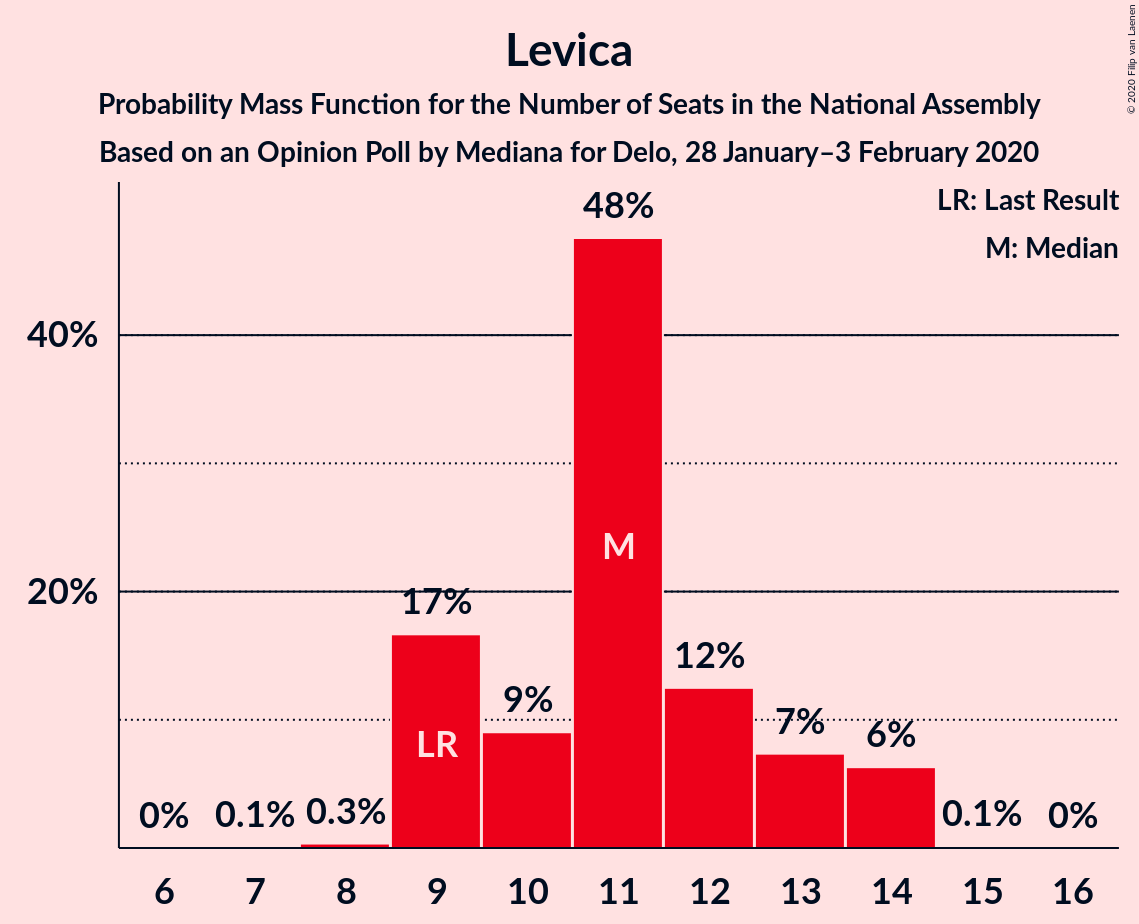 Levica
Probability Mass Function for the Number of Seats in the National Assembly
Based on an Opinion Poll by Mediana for Delo, 28 January–3 February 2020
© 2020 Filip van Laenen
LR: Last Result
M: Median
40%
20%
0%
0.1%
0.3%
17%
9%
48%
12%
7%
6%
0.1%
0%
LR
M
6 7 8 9 10 11 12 13 14 15 16